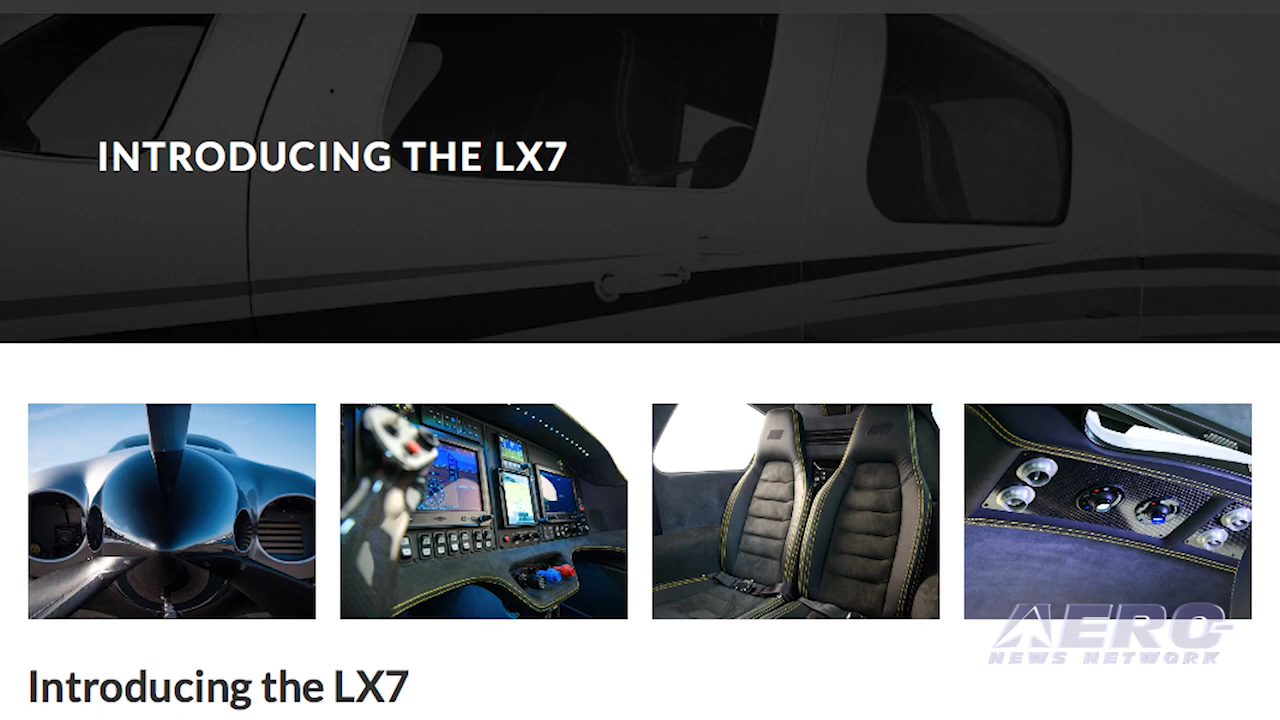 INTRODUCING THE LX7
AERO
NEWS NETWORK
Introducing the LX7